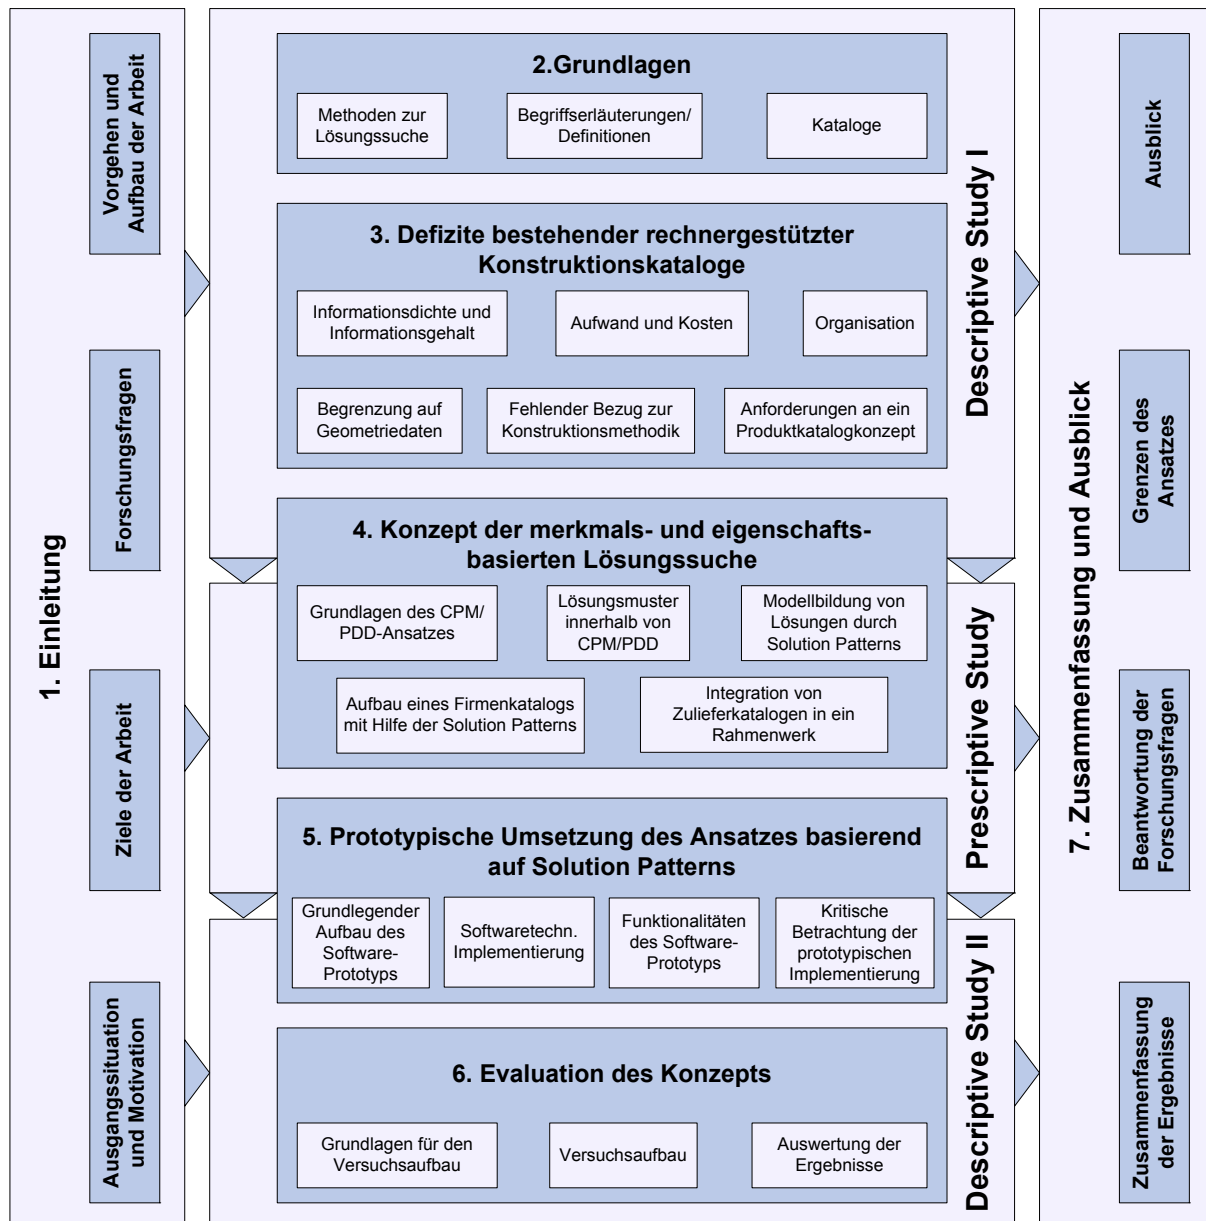 1. Einleitung
Vorgehen und
Aufbau der Arbeit
Forschungsfragen
Ziele der Arbeit
Ausgangssituation
und Motivation
Descriptive Study I
2.Grundlagen
Methoden zur
Lösungssuche
Begriffserläuterungen/
Definitionen
Kataloge
3. Defizite bestehender rechnergestützter
Konstruktionskataloge
Informationsdichte und
Informationsgehalt
Aufwand und Kosten
Organisation
Begrenzung auf
Geometriedaten
Fehlender Bezug zur
Konstruktionsmethodik
Anforderungen an ein
Produktkatalogkonzept
Prescriptive Study
4. Konzept der merkmals- und eigenschafts-
basierten Lösungssuche
Grundlagen des CPM/
PDD-Ansatzes
Lösungsmuster
innerhalb von
CPM/PDD
Modellbildung von
Lösungen durch
Solution Patterns
Aufbau eines Firmenkatalogs
mit Hilfe der Solution Patterns
Integration von
Zulieferkatalogen in ein
Rahmenwerk
5. Prototypische Umsetzung des Ansatzes basierend
auf Solution Patterns
Grundlegender
Aufbau des
Software-
Prototyps
Softwaretechn.
Implementierung
Funktionalitäten
des Software-
Prototyps
Kritische
Betrachtung der
prototypischen
Implementierung
Descriptive Study II
6. Evaluation des Konzepts
Grundlagen für den
Versuchsaufbau
Versuchsaufbau
Auswertung der
Ergebnisse
7. Zusammenfassung und Ausblick
Ausblick
Grenzen des
Ansatzes
Beantwortung der
Forschungsfragen
Zusammenfassung
der Ergebnisse